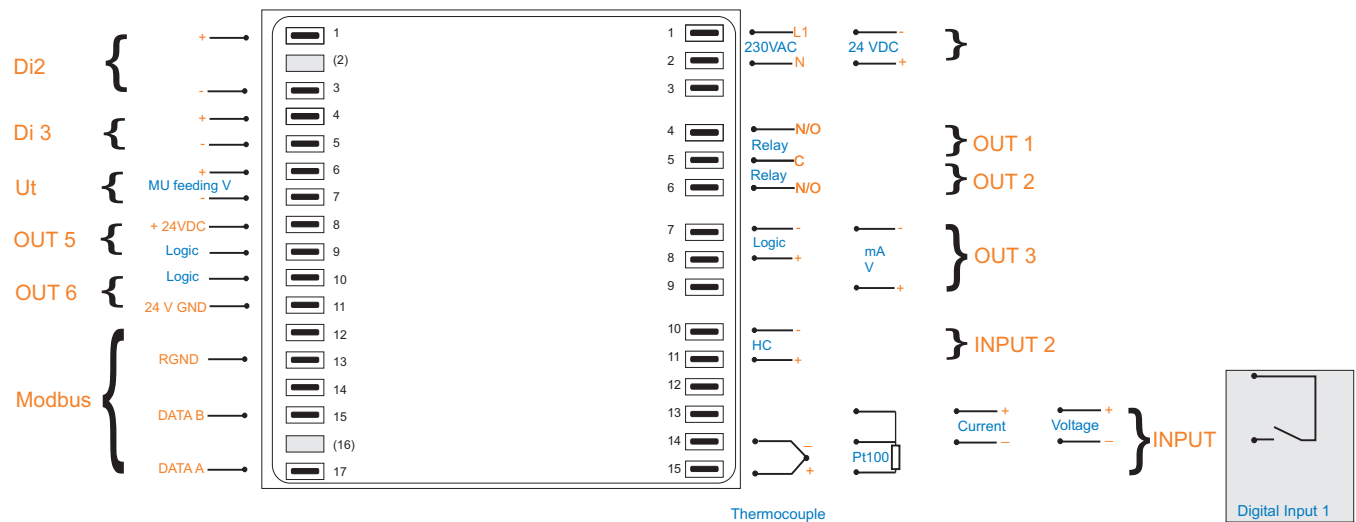 Di2
+
-
Di 3
+
-
Ut
+
MU feeding V
-
OUT 5
+ 24VDC
Logic
OUT 6
Logic
24 V GND
Modbus
RGND
DATA B
DATA A
1
(2)
3
4
5
6
7
8
9
10
11
12
13
14
15
(16)
17
1
2
3
4
5
6
7
8
9
10
11
12
13
14
15
L1
230VAC
N
-
24 VDC
+
N/O
Relay
C
Relay
N/O
OUT 1
OUT 2
-
Logic
+
-
mA
V
+
OUT 3
-
HC
+
INPUT 2
–
+
Thermocouple
Pt100
+
Current
–
+
Voltage
–
INPUT
Digital Input 1